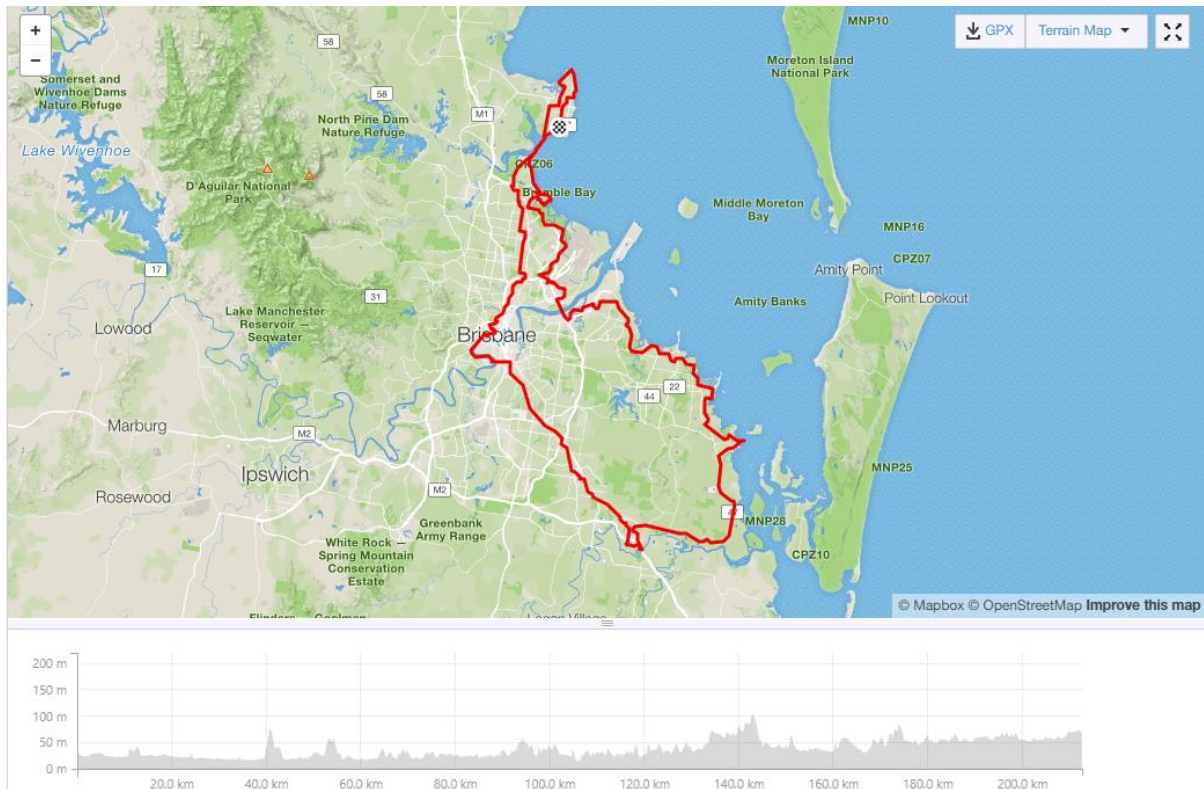 +
−
GPX
Terrain Map
MNP10
Moreton Island
National Park
58
Somerset and
Wivenhoe Dams
Nature Refuge
58
M1
North Pine Dam
Nature Refuge
Lake Wivenhoe
D'Aguilar National
Park
Bramble Bay
Middle Moreton
Bay
MNP16
CPZ07
17
Amity Point
31
Amity Banks
Point Lookout
Lake Manchester
Reservoir —
Seqwater
Lowood
Brisbane
22
44
Marburg
M2
Ipswich
MNP25
M2
Rosewood
Greenbank
Army Range
MNP28
White Rock —
Spring Mountain
Conservation
Estate
CPZ10
© Mapbox © OpenStreetMap Improve this map
200 m
150 m
100 m
50 m
0 m
20.0 km
40.0 km
60.0 km
80.0 km
100.0 km
120.0 km
140.0 km
160.0 km
180.0 km
200.0 km